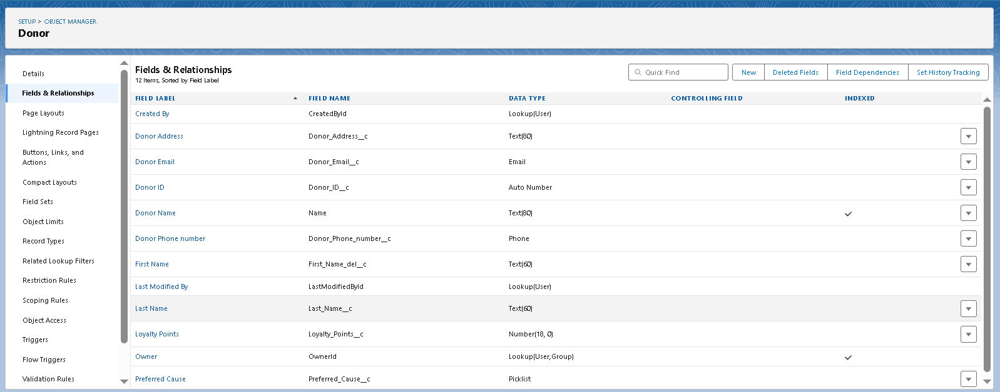 SETUP > OBJECT MANAGER
Donor
Details
Fields & Relationships
Page Layouts
Lightning Record Pages
Buttons, Links, and
Actions
Compact Layouts
Field Sets
Object Limits
Record Types
Related Lookup Filters
Restriction Rules
Scoping Rules
Object Access
Triggers
Flow Triggers
Validation Rules
Fields & Relationships
12 Items, Sorted by Field Label
Quick Find
New Deleted Fields Field Dependencies Set History Tracking
FIELD LABEL FIELD NAME DATA TYPE CONTROLLING FIELD INDEXED
Created By CreatedById Lookup(User)
Donor Address Donor_Address__c Text(80)
Donor Email Donor_Email__c Email
Donor ID Donor_ID__c Auto Number
Donor Name Name Text(80)
Donor Phone number Donor_Phone_number__c Phone
First Name First_Name_del__c Text(60)
Last Modified By LastModifiedById Lookup(User)
Last Name Last_Name__c Text(60)
Loyalty Points Loyalty_Points__c Number(18, 0)
Owner OwnerId Lookup(User,Group)
Preferred Cause Preferred_Cause__c Picklist